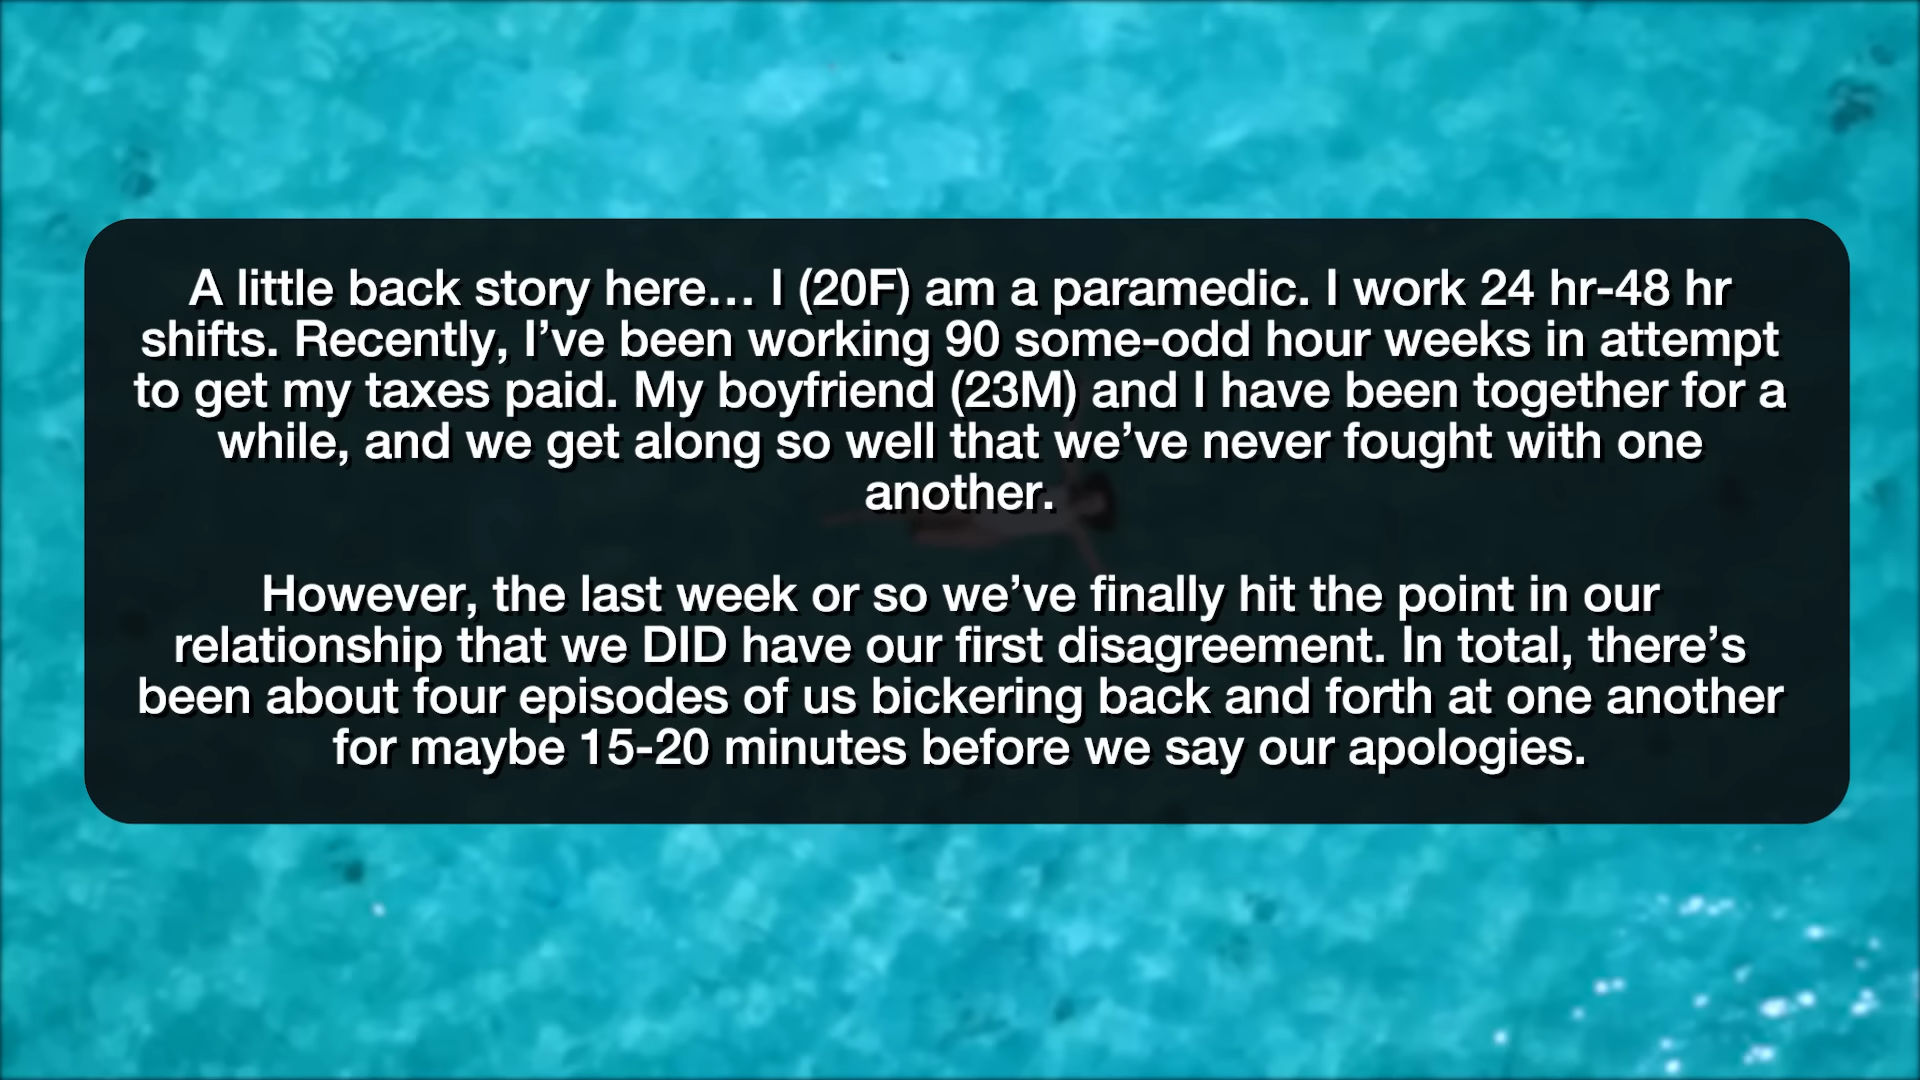 A little back story here… I (20F) am a paramedic. I work 24 hr-48 hr
shifts. Recently, I’ve been working 90 some-odd hour weeks in attempt
to get my taxes paid. My boyfriend (23M) and I have been together for a
while, and we get along so well that we’ve never fought with one
another.
However, the last week or so we’ve finally hit the point in our
relationship that we DID have our first disagreement. In total, there’s
been about four episodes of us bickering back and forth at one another
for maybe 15-20 minutes before we say our apologies.